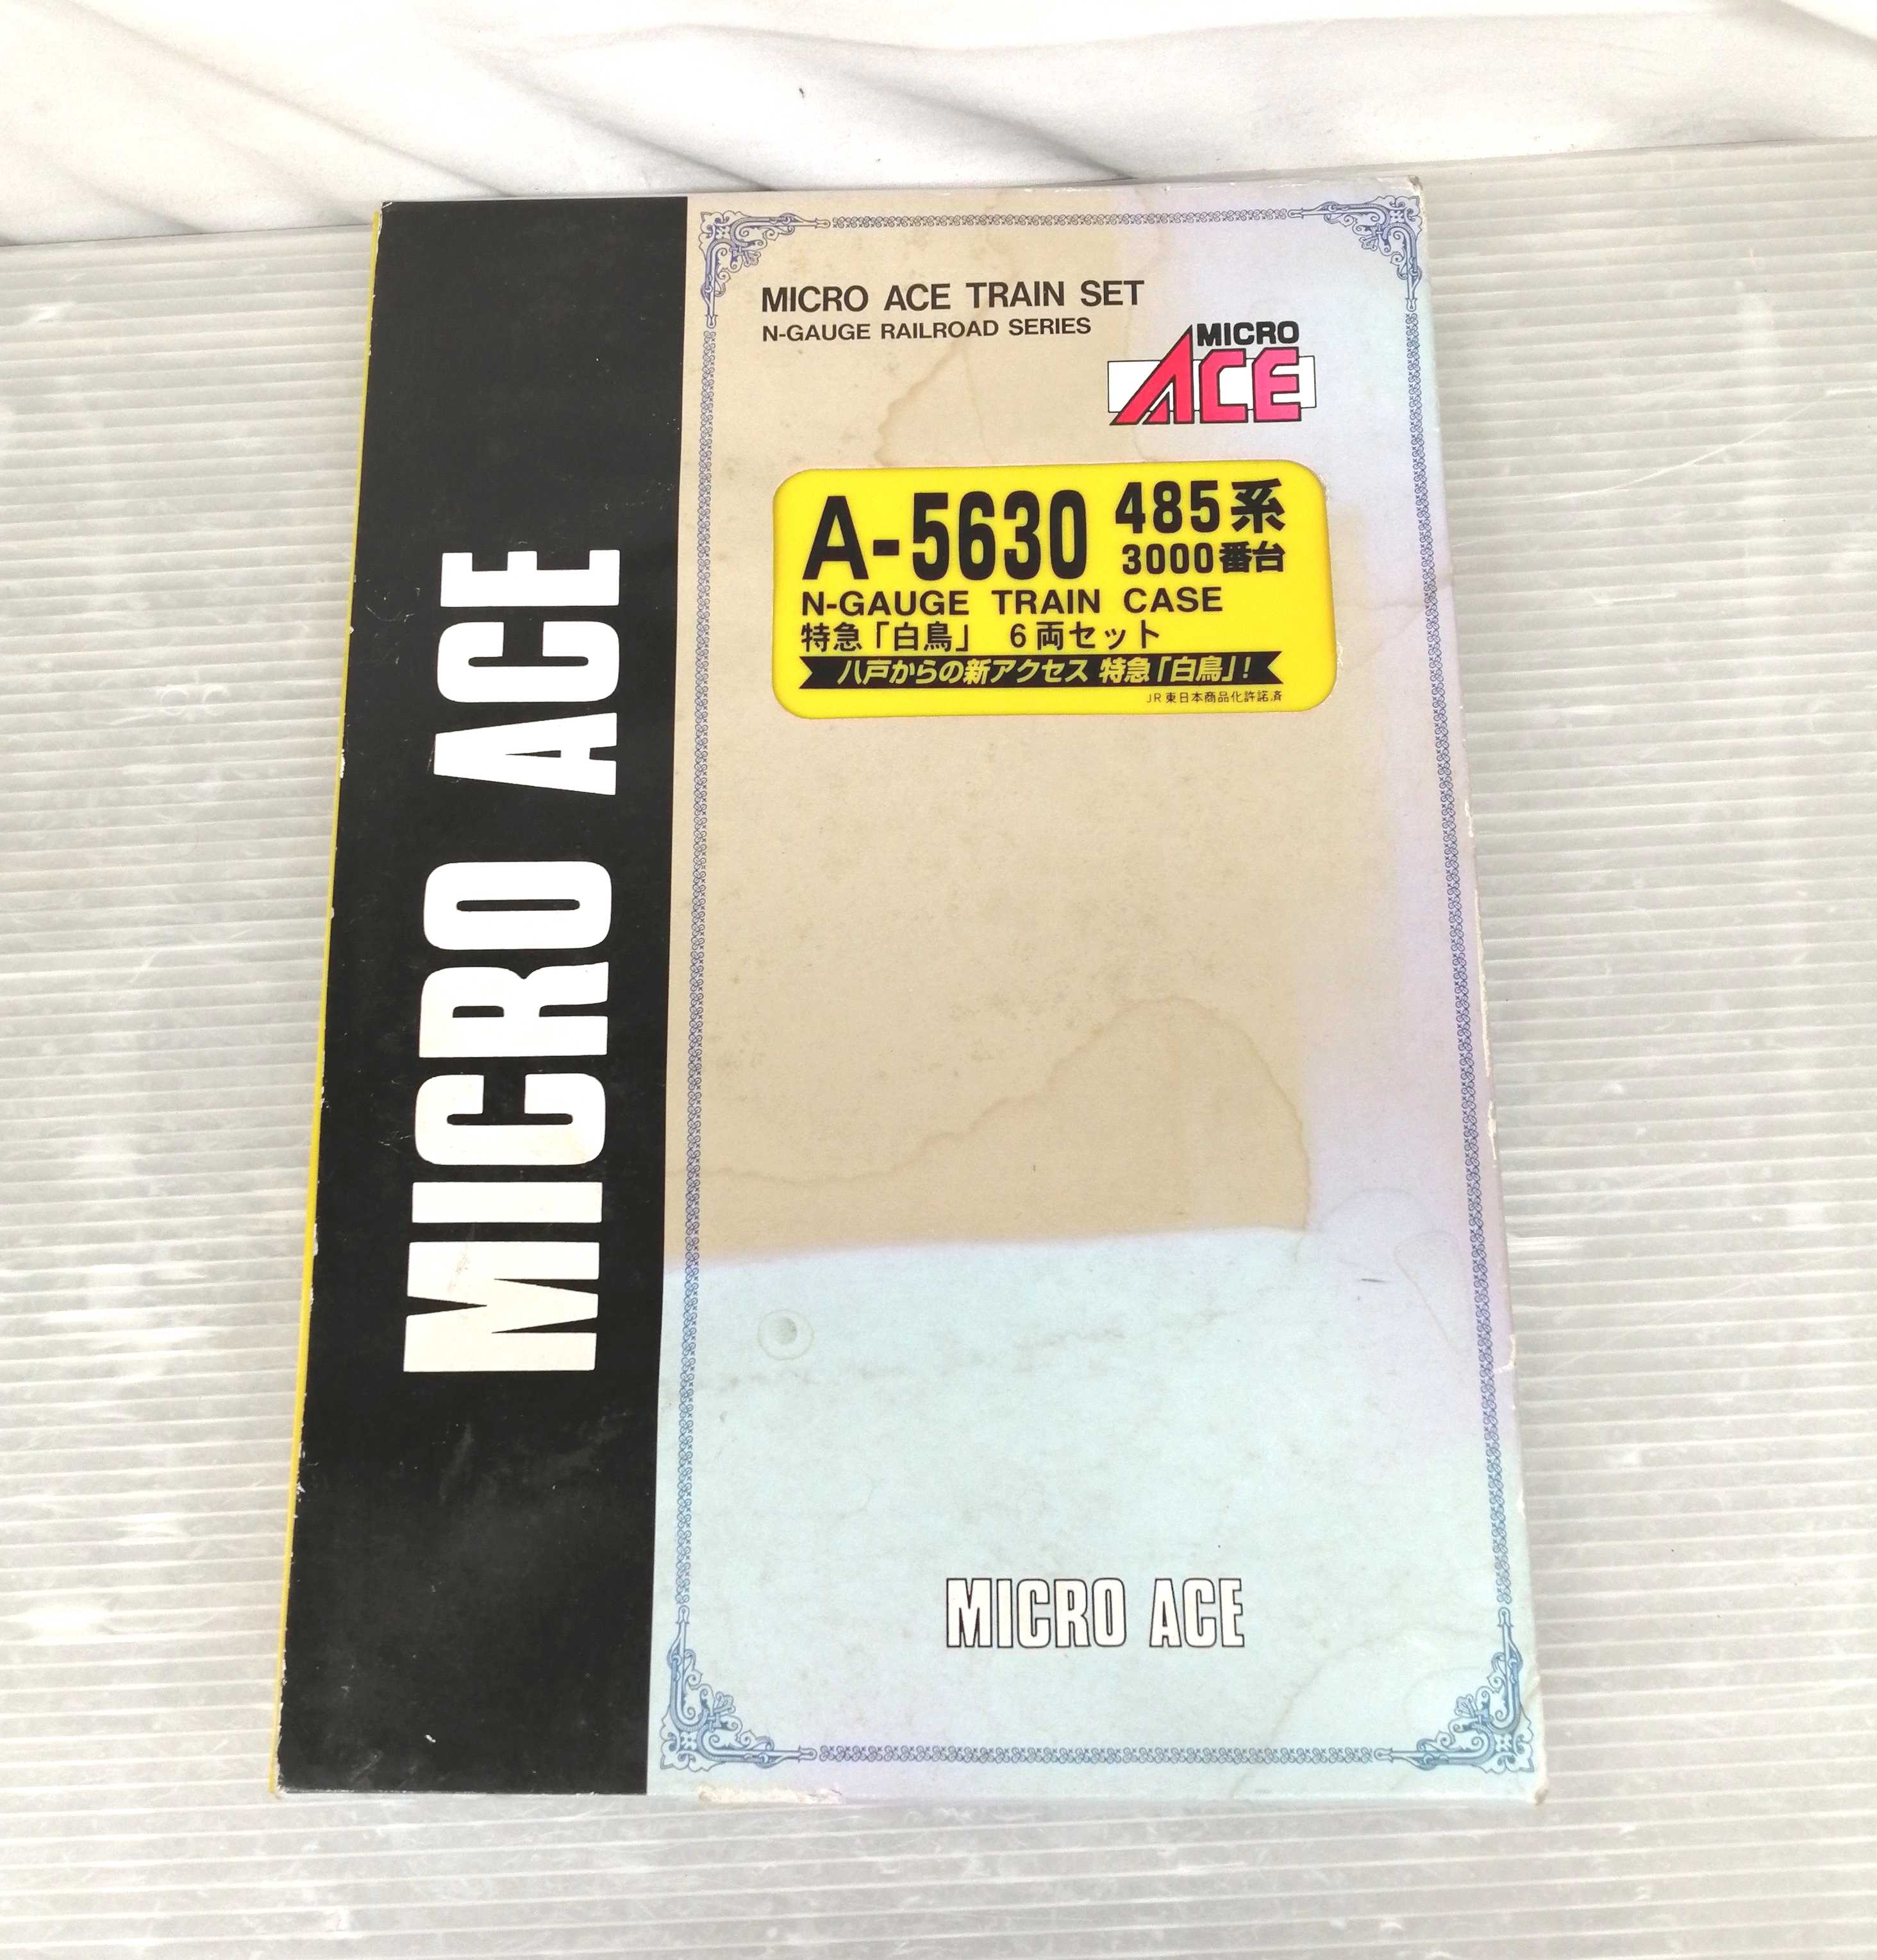 MICRO ACE
MICRO ACE TRAIN SET
N-GAUGE RAILROAD SERIES
MICRO
ACE
A-5630 485系
3000番台
N-GAUGE TRAIN CASE
特急「白鳥」 6両セット
八戸からの新アクセス 特急「白鳥」!
JR東日本商品化許諾済
MICRO ACE